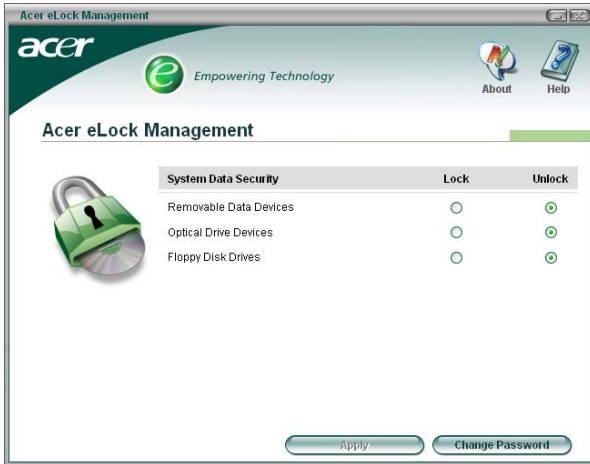 Acer eLock Management
acer
e
Empowering Technology
About
Help
Acer eLock Management
System Data Security Lock Unlock
Removable Data Devices
Optical Drive Devices
Floppy Disk Drives
Apply Change Password